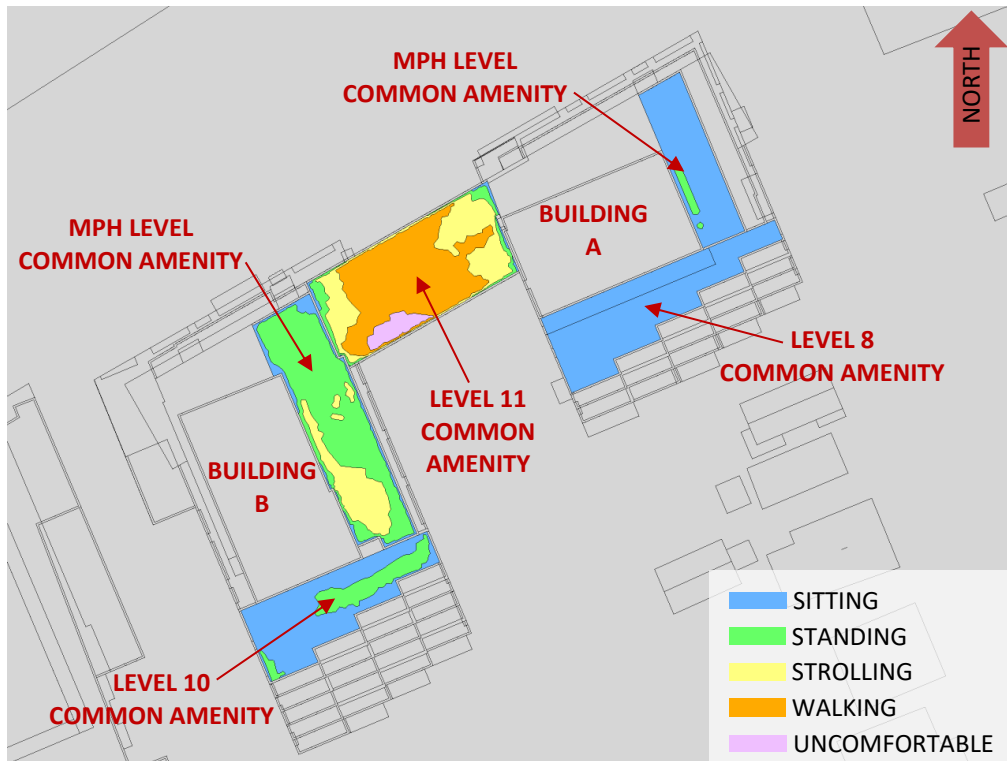 MPH LEVEL
COMMON AMENITY
NORTH
MPH LEVEL
COMMON AMENITY
BUILDING
A
LEVEL 8
COMMON AMENITY
LEVEL 11
COMMON
AMENITY
BUILDING
B
LEVEL 10
COMMON AMENITY
SITTING
STANDING
STROLLING
WALKING
UNCOMFORTABLE